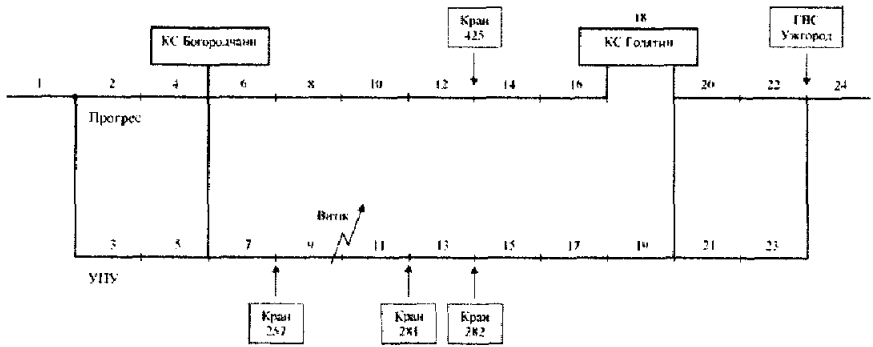 18
Кран
425
ГВС
Ужгород
КС Богородчани
КС Голятин
1 2 4 6 8 10 12 14 16 20 22 24
Прогрес
Виток
3 5 7 9 11 13 15 17 19 21 23
УПУ
Кран
257
Кран
281
Кран
282